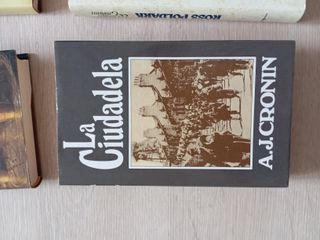 ROSS POLDARK
La
Ciudadela
A.J. CRONIN